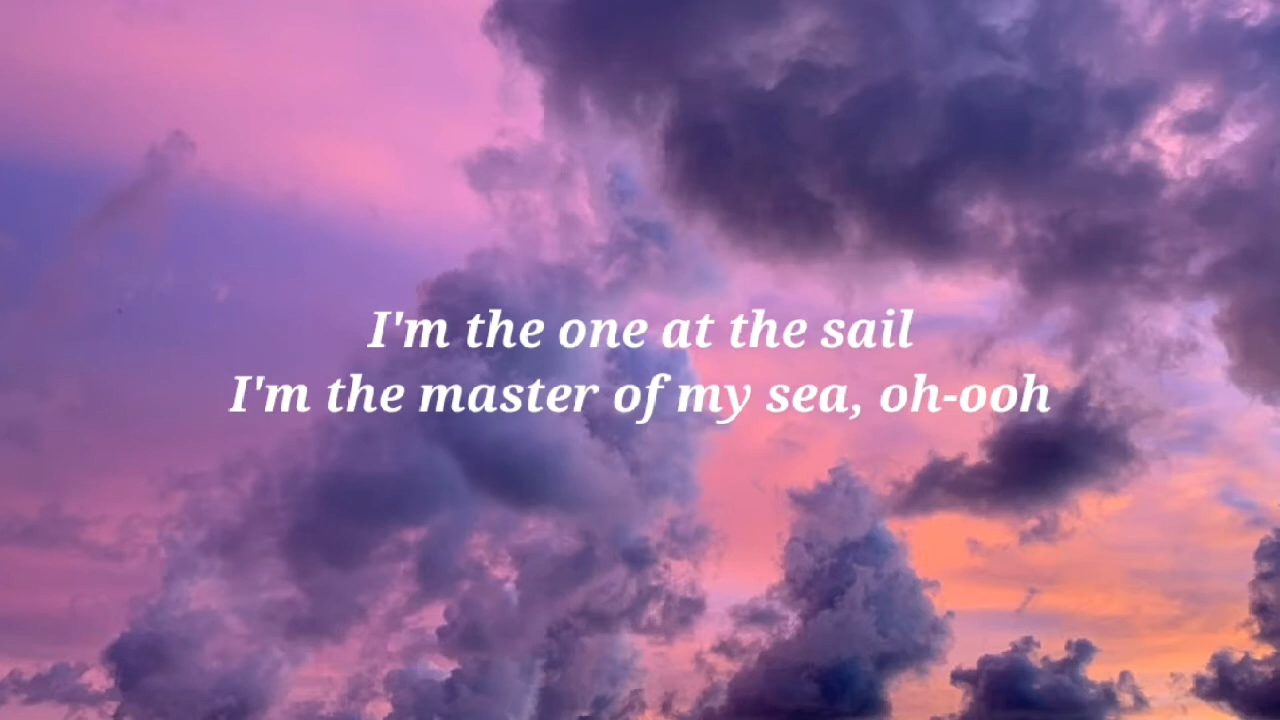 I'm the one at the sail
I'm the master of my sea, oh-ooh